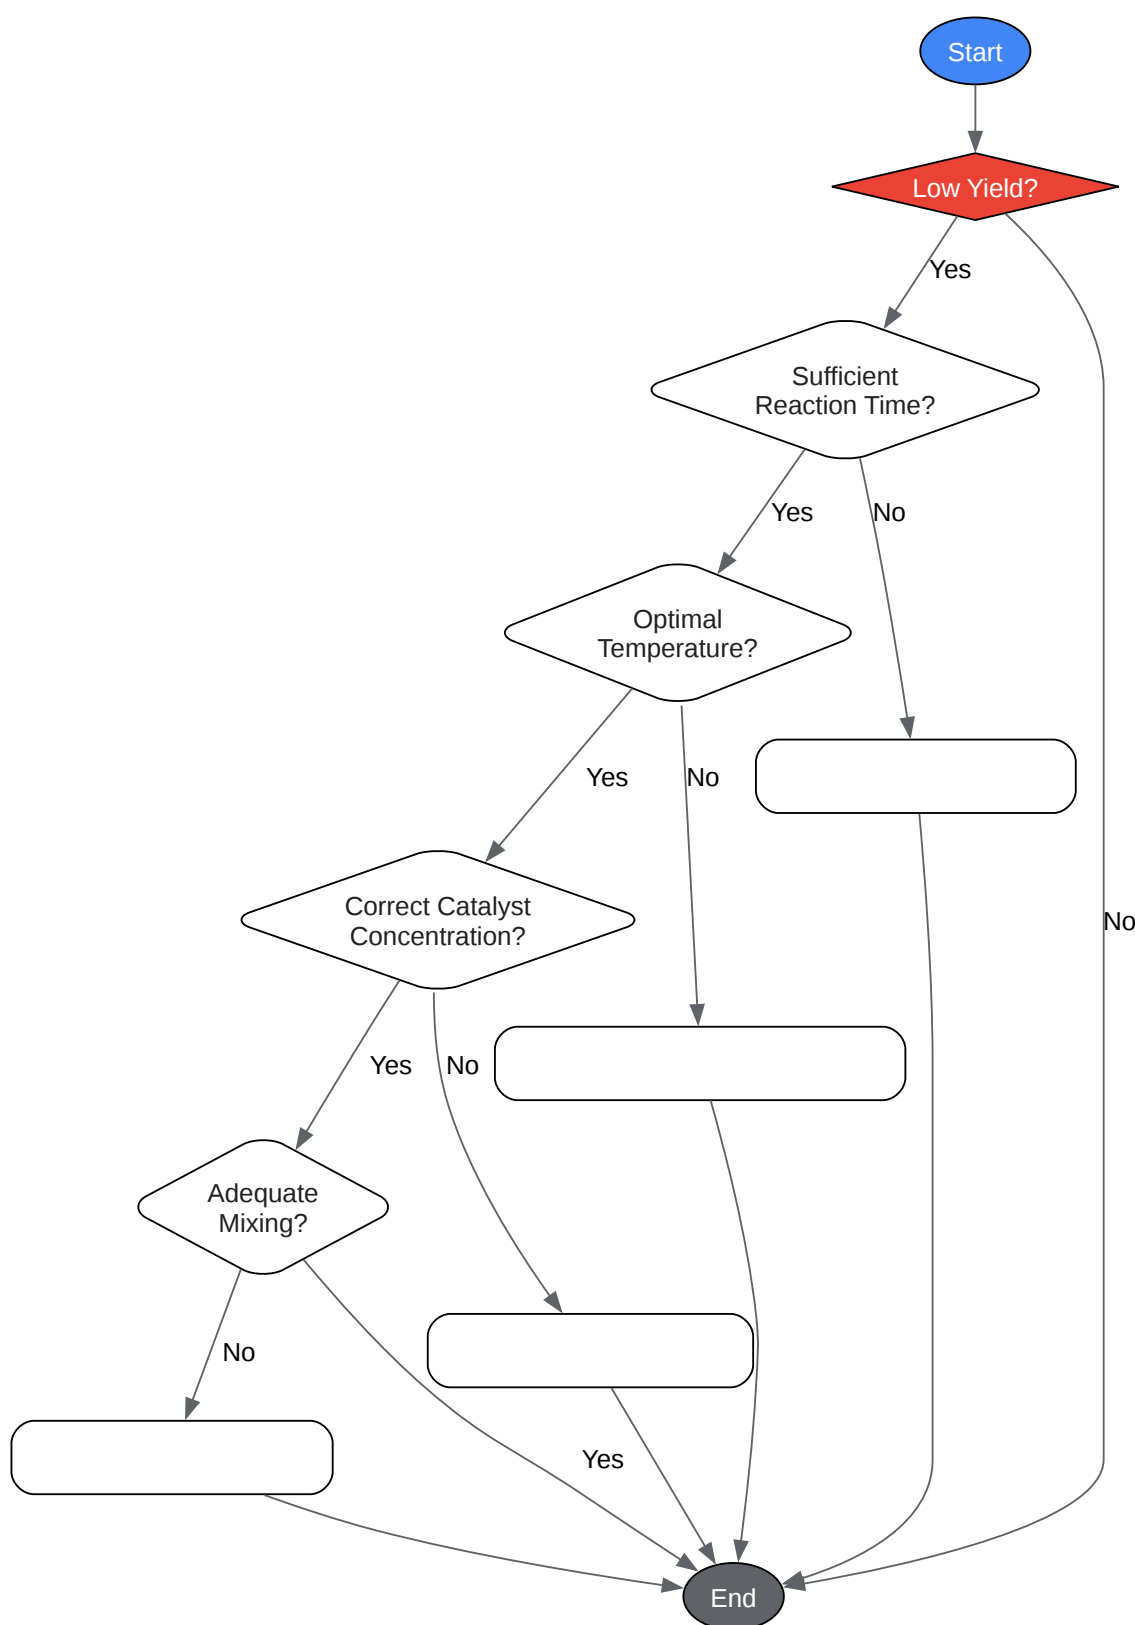 Start
Low Yield?
Yes
Sufficient
Reaction Time?
Yes
No
Optimal
Temperature?
Yes
No
Correct Catalyst
Concentration?
No
Yes
No
Adequate
Mixing?
No
Yes
End